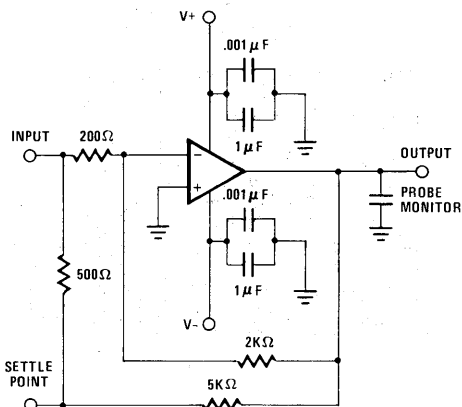 V+
.001μF
1μF
INPUT
200Ω
−
+
OUTPUT
PROBE
MONITOR
.001μF
500Ω
1μF
V−
2KΩ
SETTLE
POINT
5KΩ